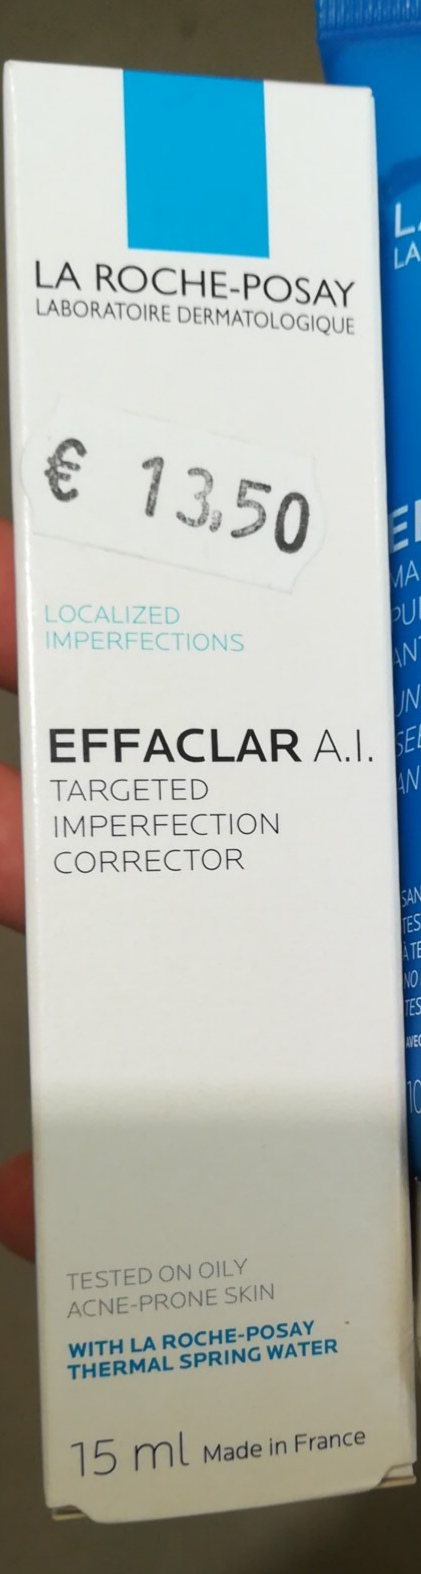 LA ROCHE-POSAY
LABORATOIRE DERMATOLOGIQUE
€ 13,50
LOCALIZED
IMPERFECTIONS
EFFACLAR A.I.
TARGETED
IMPERFECTION
CORRECTOR
TESTED ON OILY
ACNE-PRONE SKIN
WITH LA ROCHE-POSAY
THERMAL SPRING WATER
15 ml Made in France